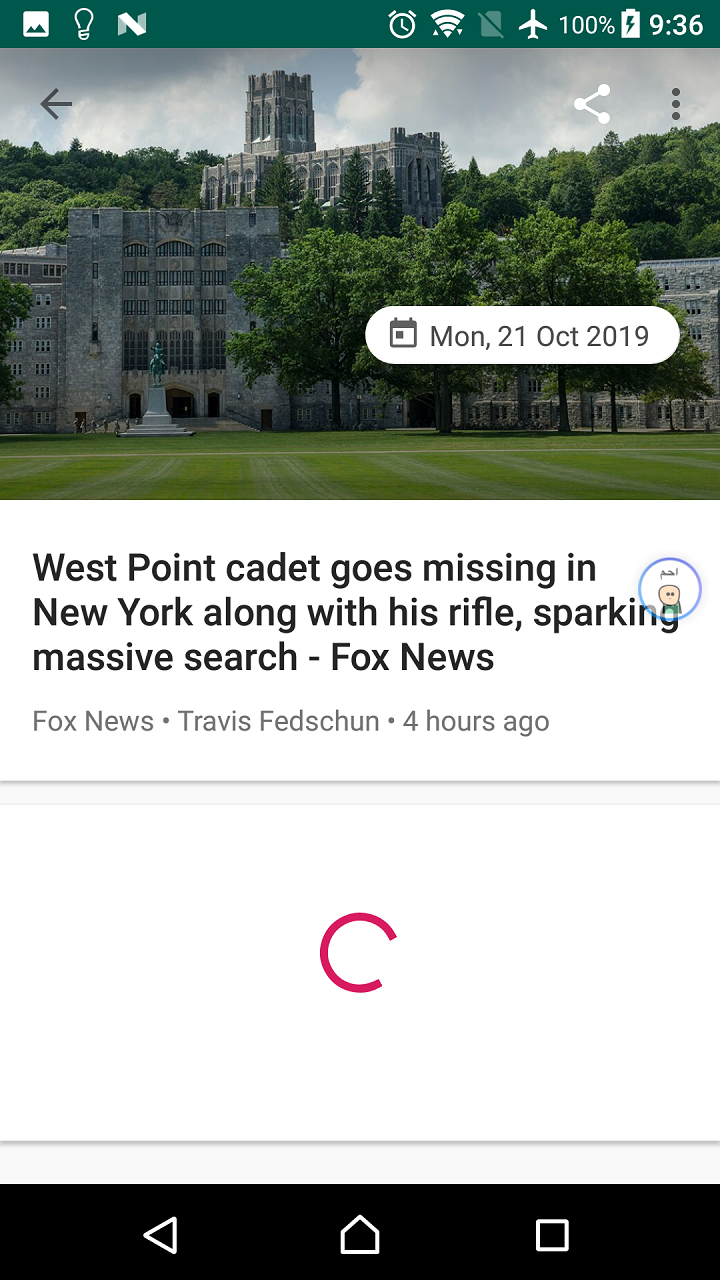 100% 9:36
Mon, 21 Oct 2019
West Point cadet goes missing in
احم
New York along with his rifle, sparking
massive search - Fox News
Fox News • Travis Fedschun • 4 hours ago